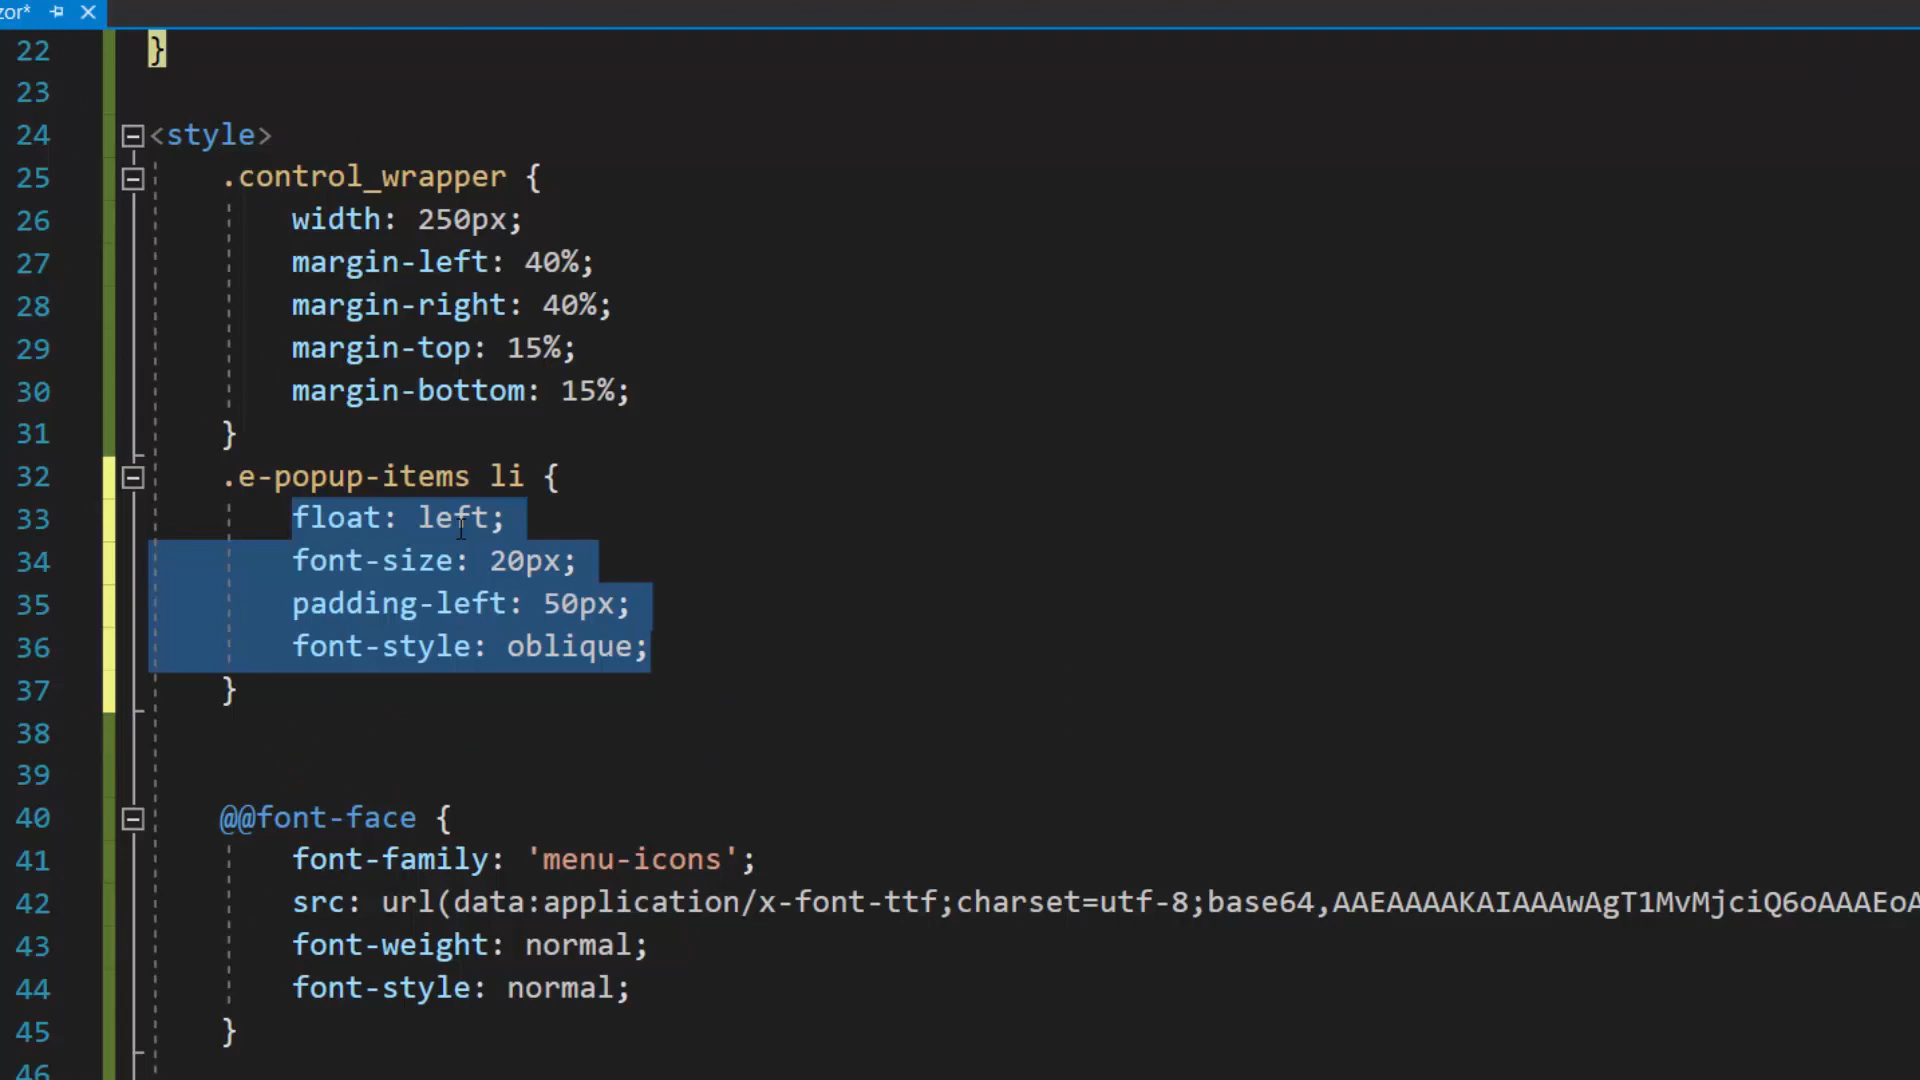 zor*
22 }
23
24 <style>
25 .control_wrapper {
26 width: 250px;
27 margin-left: 40%;
28 margin-right: 40%;
29 margin-top: 15%;
30 margin-bottom: 15%;
31 }
32 .e-popup-items li {
33 float: left;
34 font-size: 20px;
35 padding-left: 50px;
36 font-style: oblique;
37 }
38
39
40 @@font-face {
41 font-family: 'menu-icons';
42 src: url(data:application/x-font-ttf;charset=utf-8;base64,AAEAAAAKAIAAAwAgT1MvMjciQ6oAAAEoA
43 font-weight: normal;
44 font-style: normal;
45 }
46